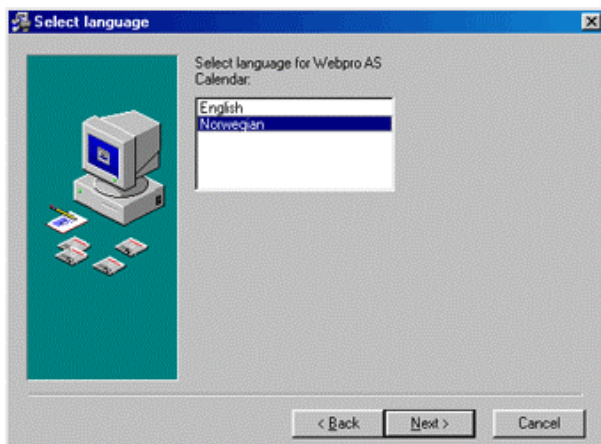 Select language
Select language for Webpro AS
Calendar:
English
Norwegian
< Back
Next >
Cancel